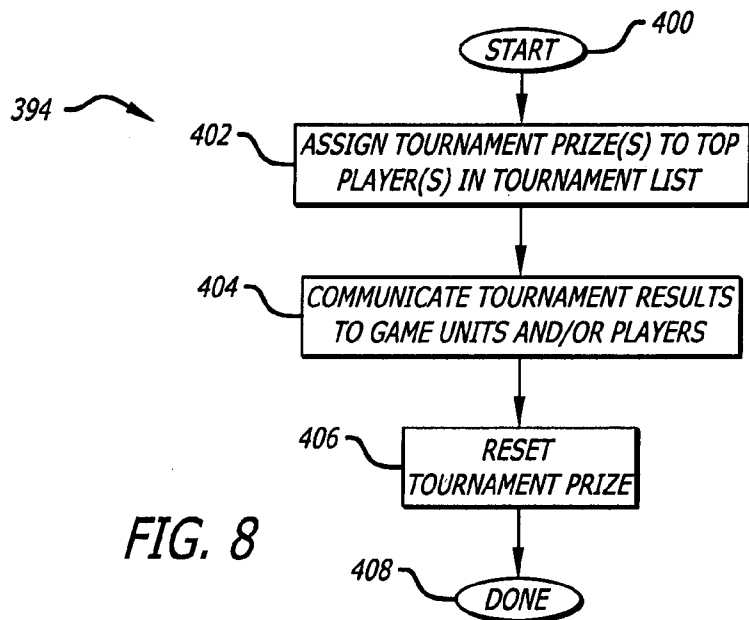 START
400
394
402
ASSIGN TOURNAMENT PRIZE(S) TO TOP
PLAYER(S) IN TOURNAMENT LIST
404
COMMUNICATE TOURNAMENT RESULTS
TO GAME UNITS AND/OR PLAYERS
406
RESET
TOURNAMENT PRIZE
FIG. 8
408
DONE